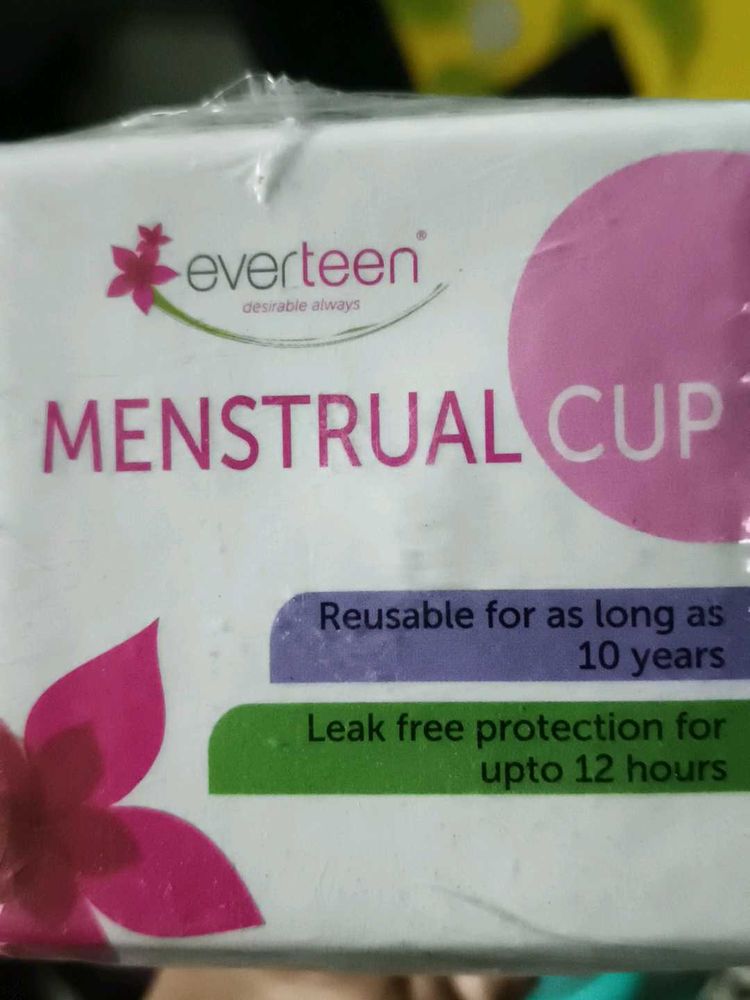 everteen®
desirable always
MENSTRUAL CUP
Reusable for as long as
10 years
Leak free protection for
upto 12 hours